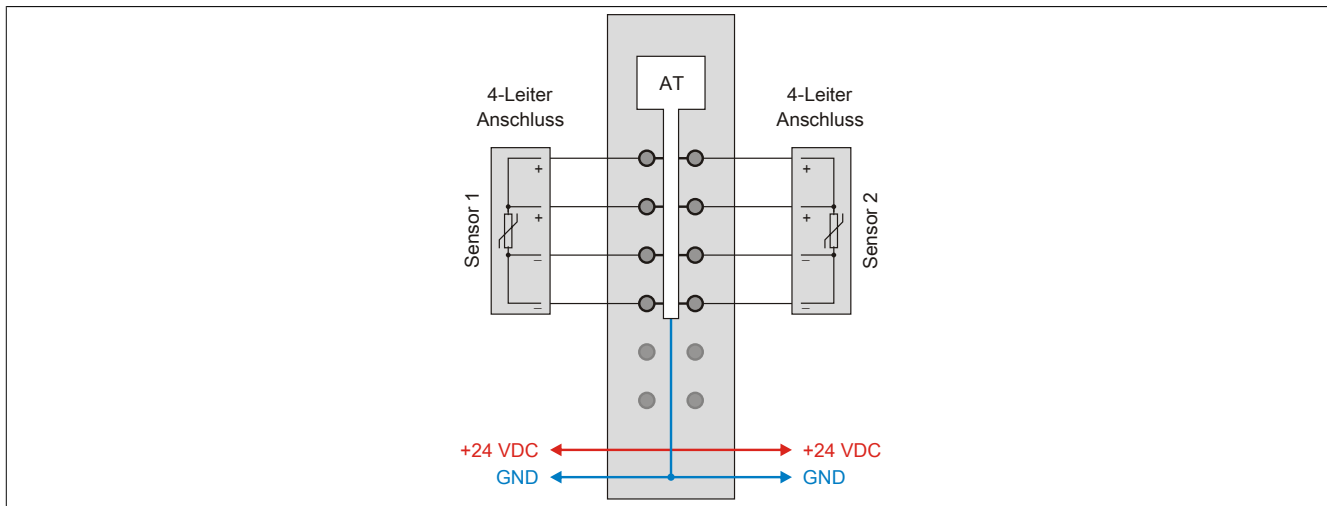 AT
4-Leiter
Anschluss
4-Leiter
Anschluss
Sensor 1
+
+
–
–
+
+
–
–
Sensor 2
+24 VDC
+24 VDC
GND
GND